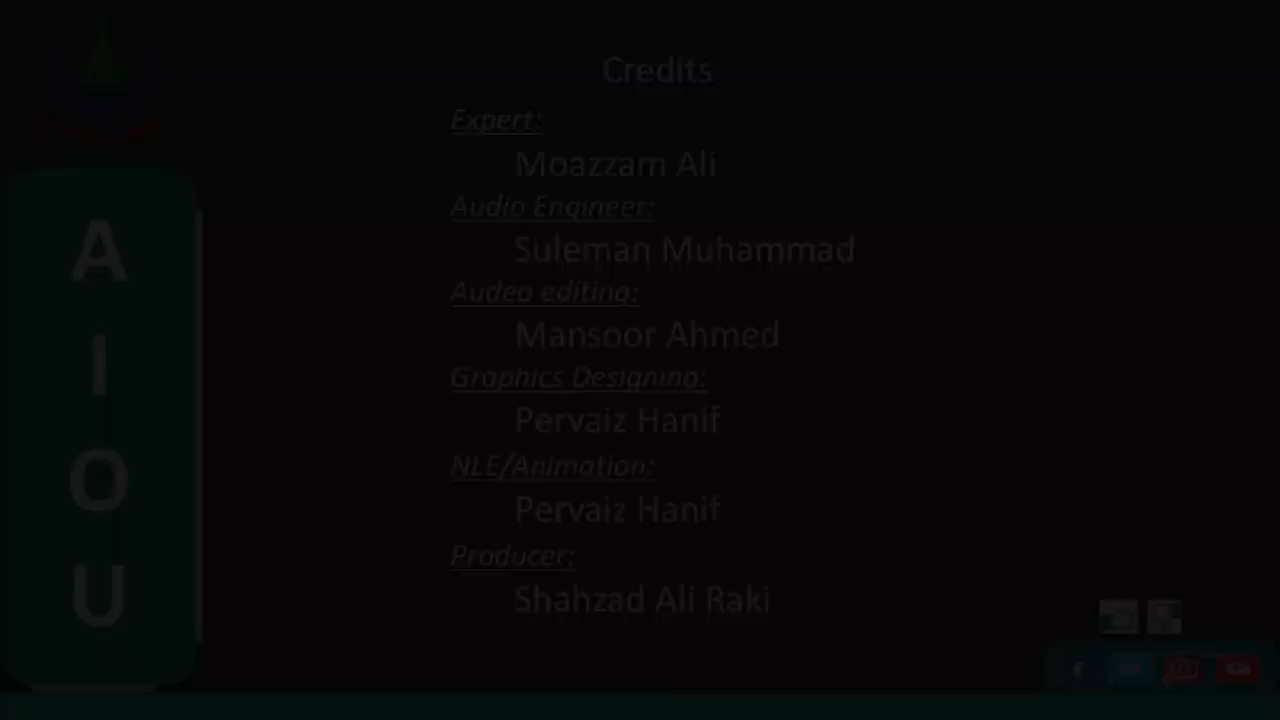 Credits
Expert:
Moazzam Ali
Audio Engineer:
Suleman Muhammad
Audeo editing:
Mansoor Ahmed
Graphics Designing:
Pervaiz Hanif
NLE/Animation:
Pervaiz Hanif
Producer:
Shahzad Ali Raki
A
I
O
U